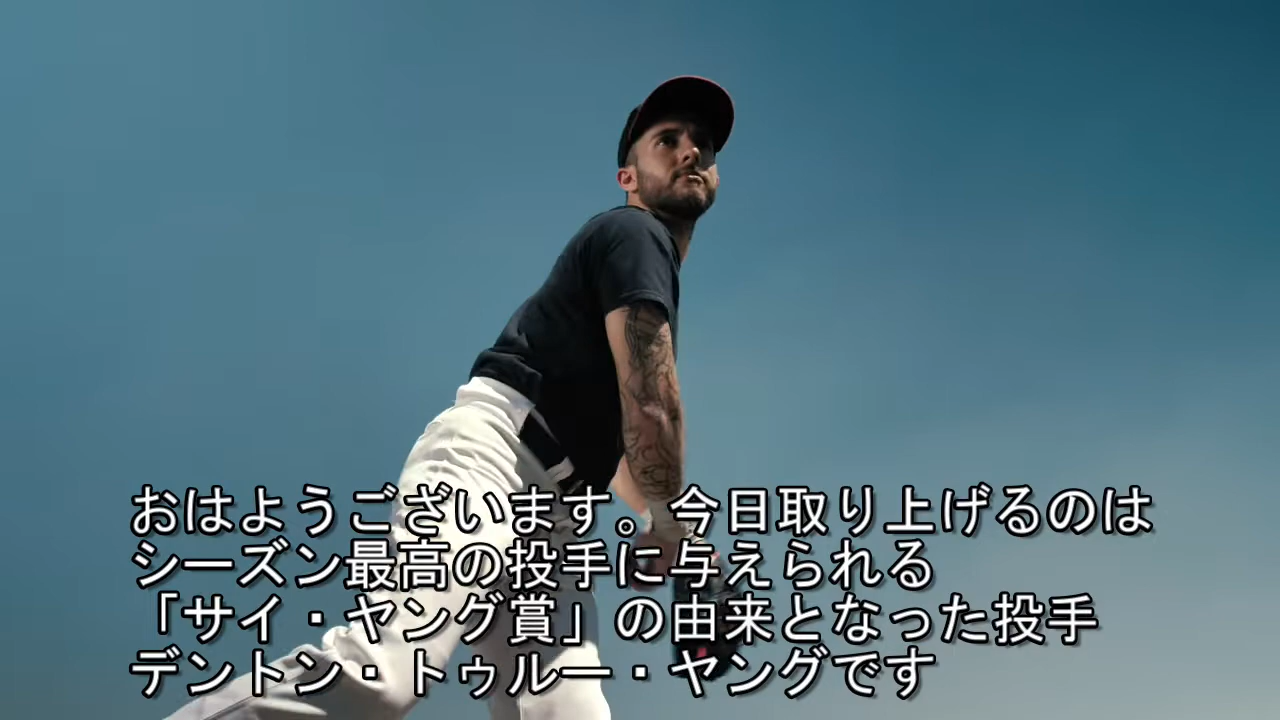 おはようございます。今日取り上げるのは
シーズン最高の投手に与えられる
「サイ・ヤング賞」の由来となった投手
デントン・トゥルー・ヤングです